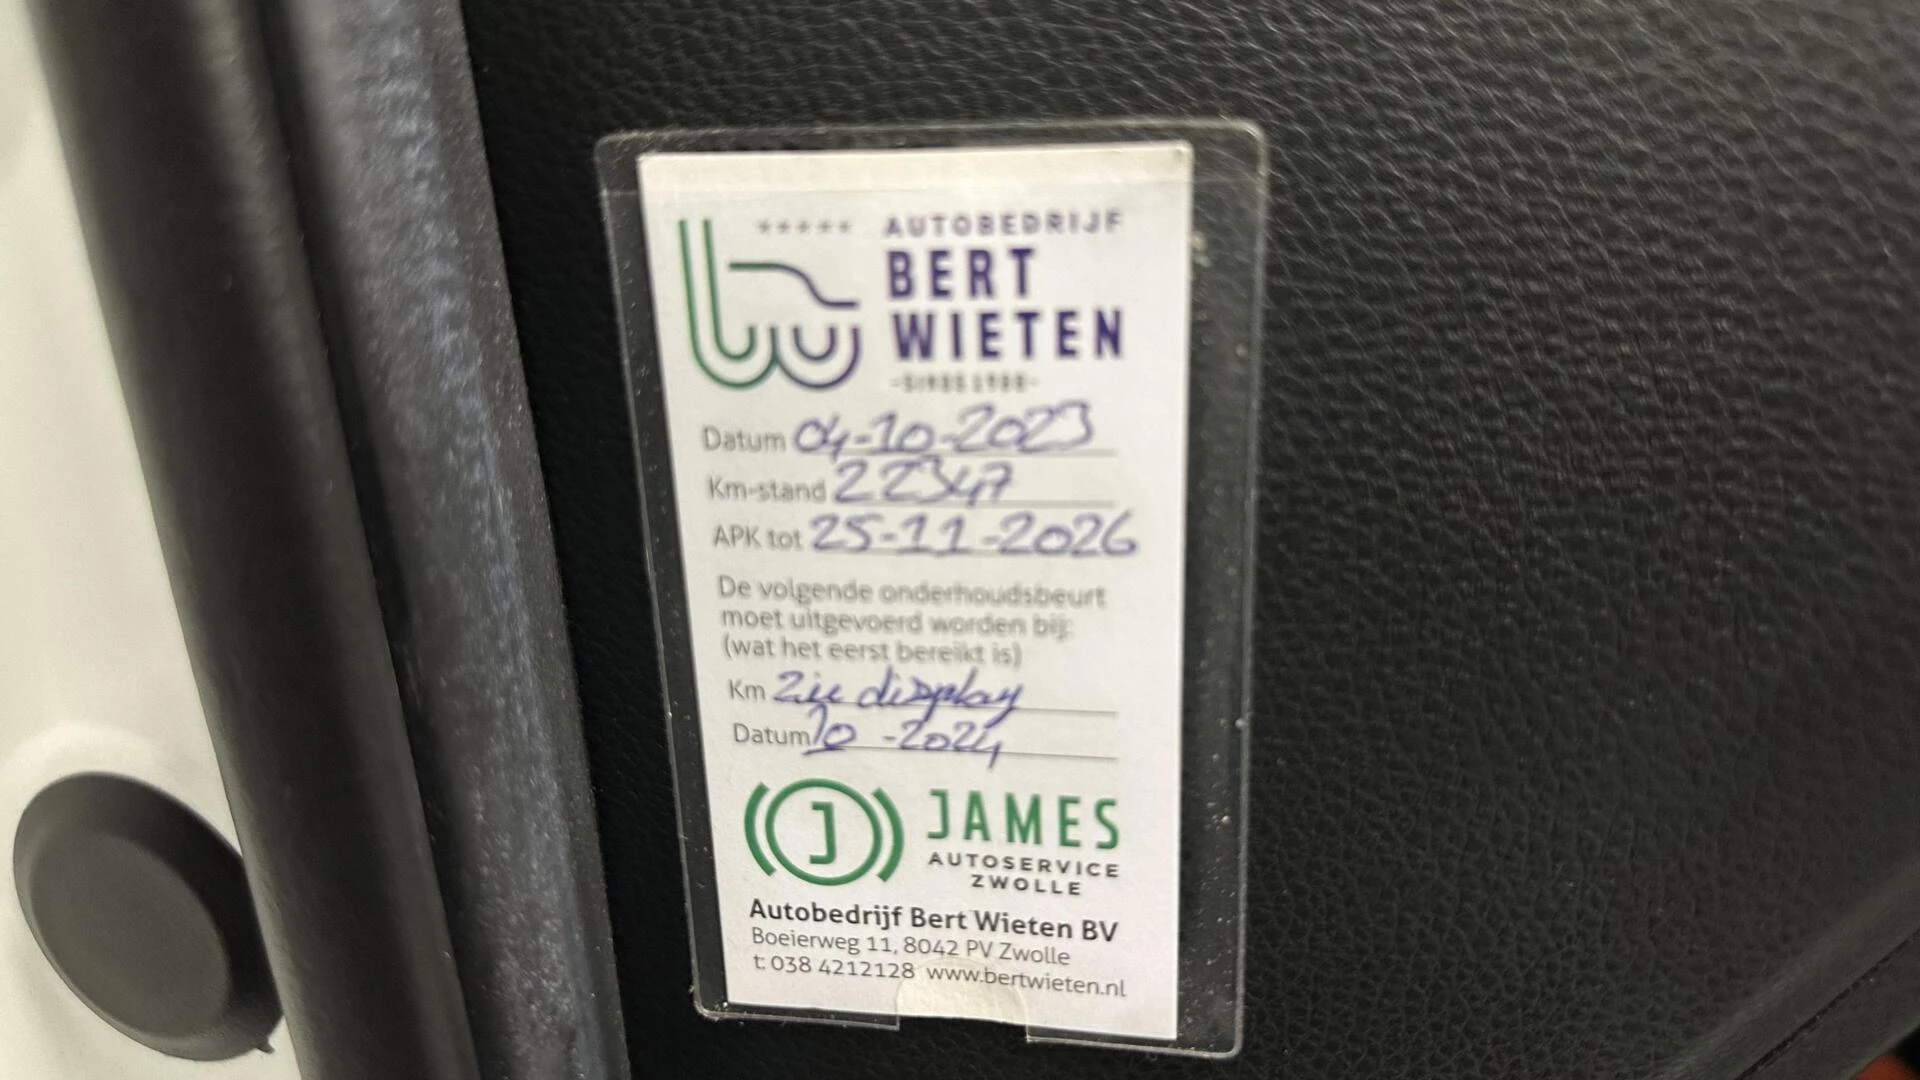 AUTOBEDRIJF
BERT
WIETEN
-SINDS 1988-
Datum 04-10-2023
Km-stand 22347
APK tot 25-11-2026
De volgende onderhoudsbeurt
moet uitgevoerd worden bij:
(wat het eerst bereikt is)
Km Zie display
Datum 10-2024
J JAMES
AUTOSERVICE
ZWOLLE
Autobedrijf Bert Wieten BV
Boeierweg 11, 8042 PV Zwolle
t: 038 4212128 www.bertwieten.nl